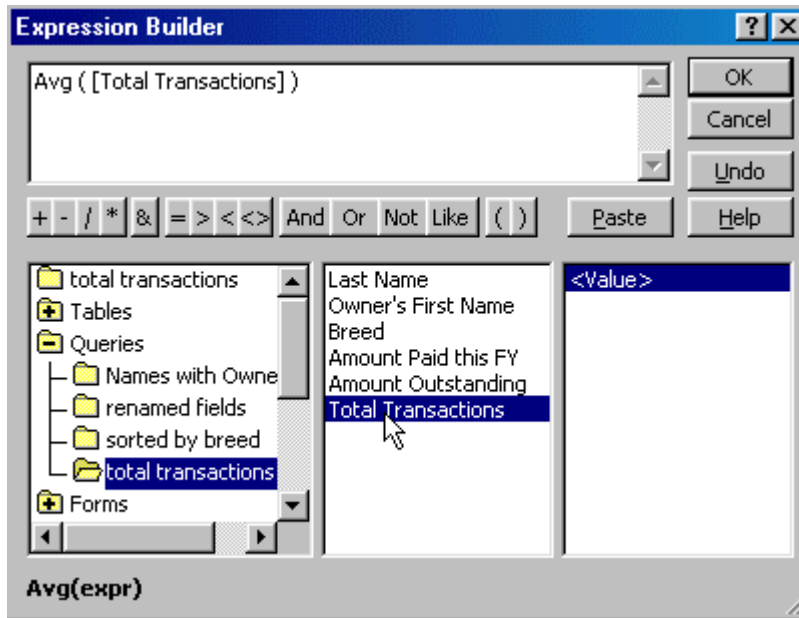 Expression Builder
? X
Avg ( [Total Transactions] )
OK
Cancel
Undo
+ - / * & = > < <> And Or Not Like ( ) Paste Help
total transactions
Tables
Queries
Names with Owne
renamed fields
sorted by breed
total transactions
Forms
Last Name
Owner's First Name
Breed
Amount Paid this FY
Amount Outstanding
Total Transactions
<Value>
Avg(expr)